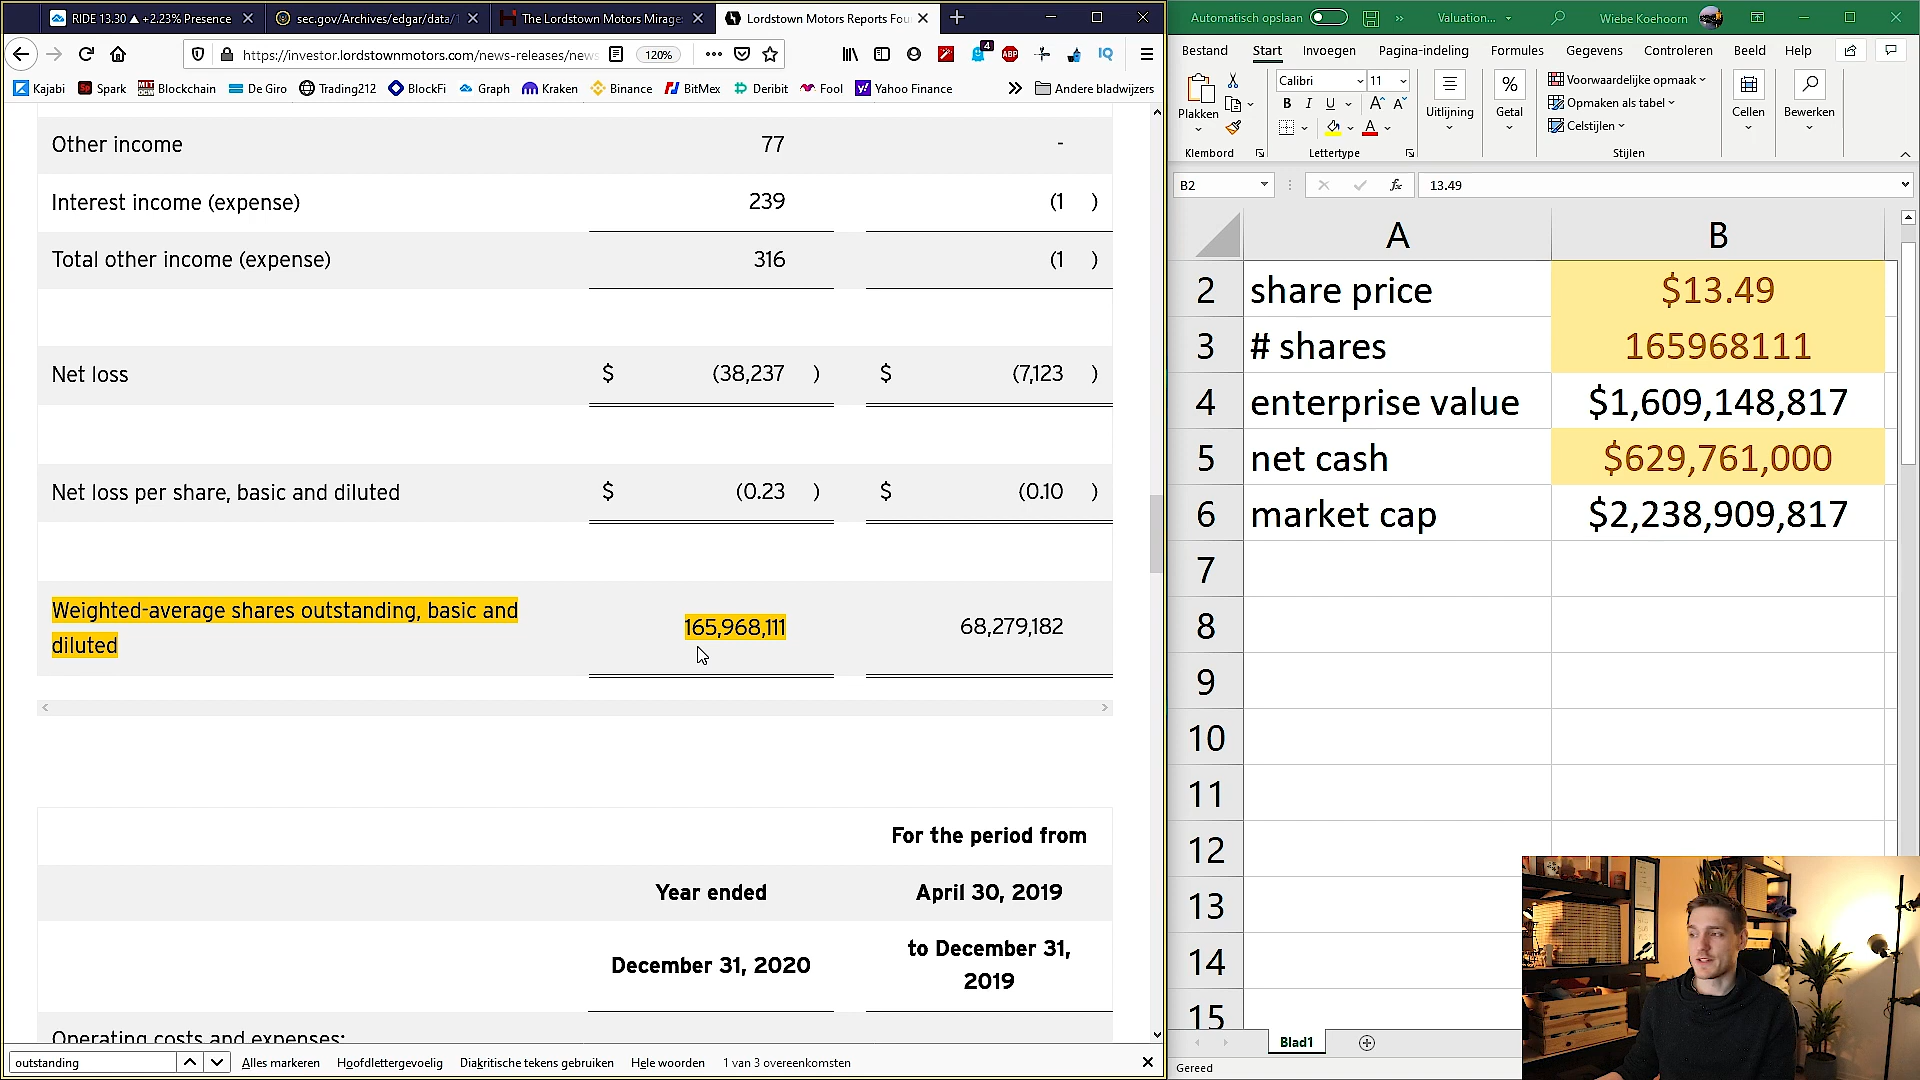 RIDE 13.30 ▲ +2.23% Presence
sec.gov/Archives/edgar/data/
The Lordstown Motors Mirage
Lordstown Motors Reports Fou
https://investor.lordstownmotors.com/news-releases/news
120%
4
ABP
IQ
Kajabi
Spark
Blockchain
De Giro
Trading212
BlockFi
Graph
Kraken
Binance
BitMex
Deribit
Fool
Yahoo Finance
Andere bladwijzers
Other income 77 -
Interest income (expense) 239 (1 )
Total other income (expense) 316 (1 )
Net loss $ (38,237 ) $ (7,123 )
Net loss per share, basic and diluted $ (0.23 ) $ (0.10 )
Weighted-average shares outstanding, basic and
diluted
165,968,111 68,279,182
For the period from
Year ended April 30, 2019
December 31, 2020
to December 31,
2019
Operating costs and expenses:
outstanding
Alles markeren
Hoofdlettergevoelig
Diakritische tekens gebruiken
Hele woorden
1 van 3 overeenkomsten
Automatisch opslaan
Valuation...
Wiebe Koehoorn
Bestand
Start
Invoegen
Pagina-indeling
Formules
Gegevens
Controleren
Beeld
Help
Plakken
Klembord
Calibri
11
B I U
A A
A
Lettertype
Uitlijning
%
Getal
Voorwaardelijke opmaak
Opmaken als tabel
Celstijlen
Stijlen
Cellen
Bewerken
B2
fx
13.49
A B
2 share price $13.49
3 # shares 165968111
4 enterprise value $1,609,148,817
5 net cash $629,761,000
6 market cap $2,238,909,817
7
8
9
10
11
12
13
14
15
Blad1
Gereed